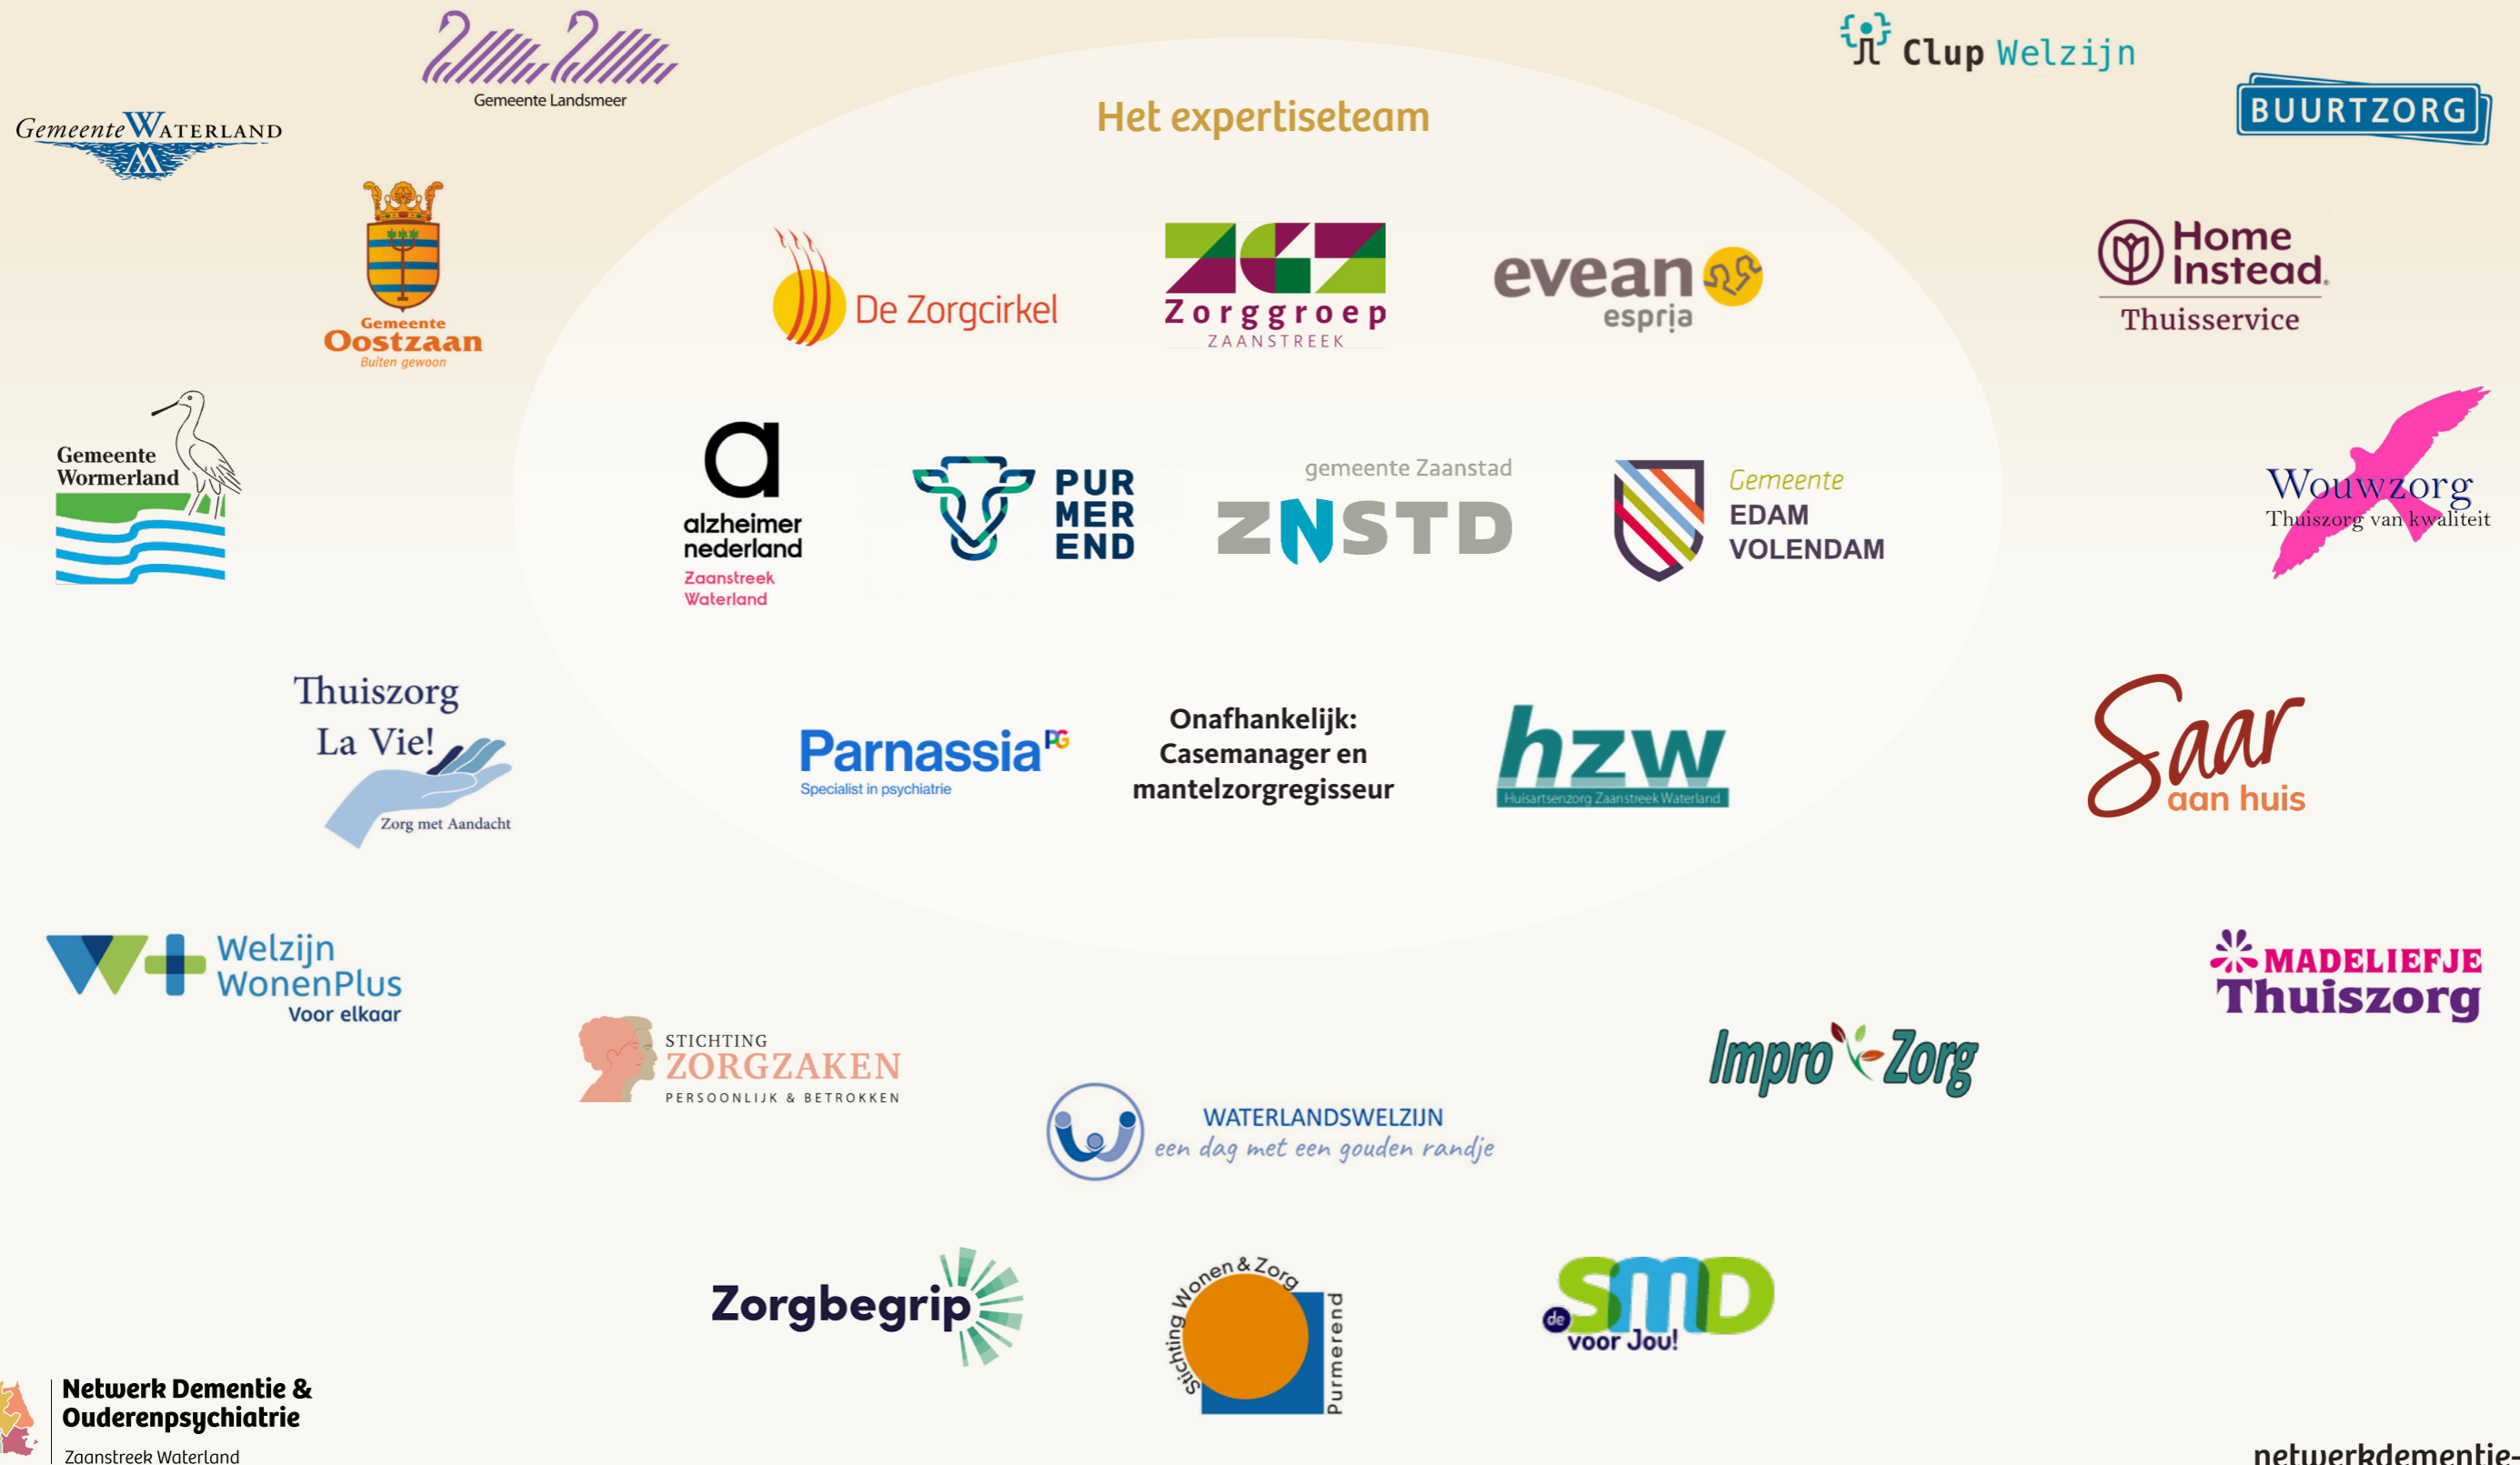 Gemeente Landsmeer
Clup Welzijn
Gemeente WATERLAND
Het expertiseteam
BUURTZORG
Gemeente
Oostzaan
Buiten gewoon
De Zorgcirkel
ZGZ
Zorggroep
ZAANSTREEK
evean
espria
Home
Instead.
Thuisservice
Gemeente
Wormerland
alzheimer
nederland
Zaanstreek
Waterland
PUR
MER
END
gemeente Zaanstad
ZNSTD
Gemeente
EDAM
VOLENDAM
Wouwzorg
Thuiszorg van kwaliteit
Thuiszorg
La Vie!
Zorg met Aandacht
Parnassia PG
Specialist in psychiatrie
Onafhankelijk:
Casemanager en
mantelzorgregisseur
hzw
Huisartsenzorg Zaanstreek Waterland
Saar
aan huis
W+ Welzijn
WonenPlus
Voor elkaar
STICHTING
ZORGZAKEN
PERSOONLIJK & BETROKKEN
WATERLANDSWELZIJN
een dag met een gouden randje
Impro Zorg
MADELIEFJE
Thuiszorg
Zorgbegrip
Stichting Wonen & Zorg
Purmerend
de SMD
voor Jou!
Netwerk Dementie &
Ouderenpsychiatrie
Zaanstreek Waterland
netwerkdementie-